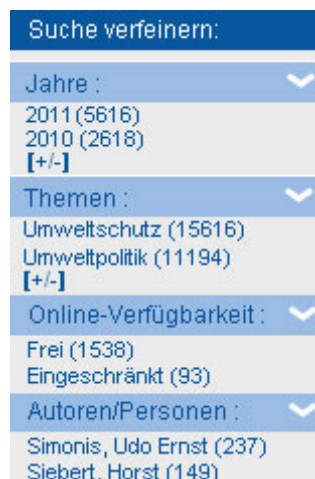 Suche verfeinern:
Jahre :
2011(5616)
2010 (2618)
[+/-]
Themen :
Umweltschutz (15616)
Umweltpolitik (11194)
[+/-]
Online-Verfügbarkeit :
Frei (1538)
Eingeschränkt (93)
Autoren/Personen :
Simonis, Udo Ernst (237)
Siebert, Horst (149)